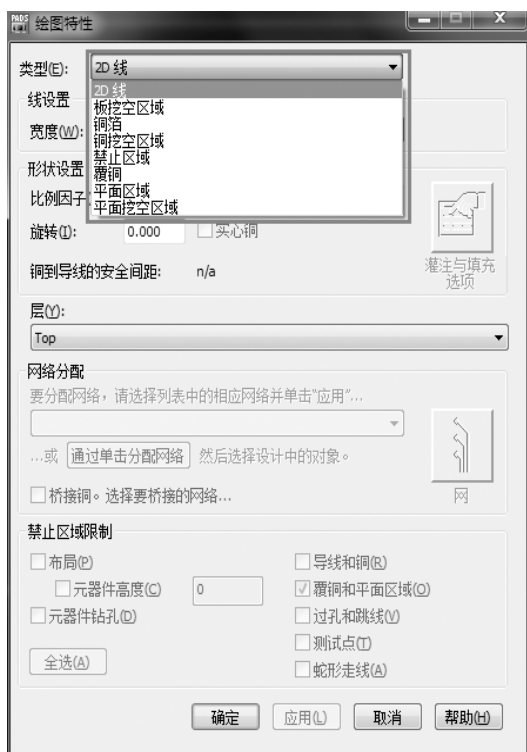 PADS 绘图特性
类型(E): 2D 线
2D 线
板挖空区域
铜箔
铜挖空区域
禁止区域
覆铜
平面区域
平面挖空区域
线设置
宽度(W):
形状设置
比例因子
旋转(I): 0.000 实心铜
铜到导线的安全间距: n/a
灌注与填充
选项
层(Y):
Top
网络分配
要分配网络，请选择列表中的相应网络并单击“应用”...
...或 通过单击分配网络 然后选择设计中的对象。
桥接铜。选择要桥接的网络...
网
禁止区域限制
布局(P)
导线和铜(R)
元器件高度(C) 0
覆铜和平面区域(O)
元器件钻孔(D)
过孔和跳线(V)
测试点(T)
全选(A)
蛇形走线(A)
确定 应用(L) 取消 帮助(H)